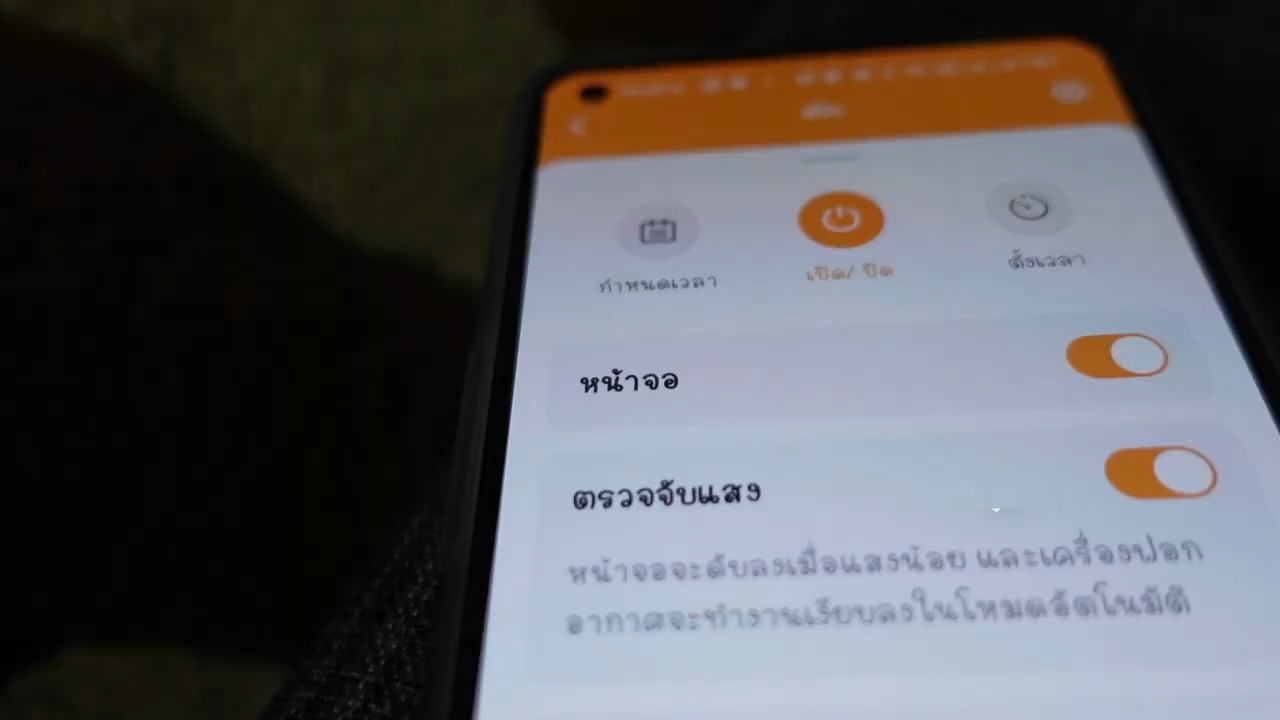 กำหนดเวลา
เปิด/ ปิด
ตั้งเวลา
หน้าจอ
ตรวจจับแสง
หน้าจอจะดับลงเมื่อแสงน้อย และเครื่องฟอก
อากาศจะทำงานเงียบลงในโหมดอัตโนมัติ